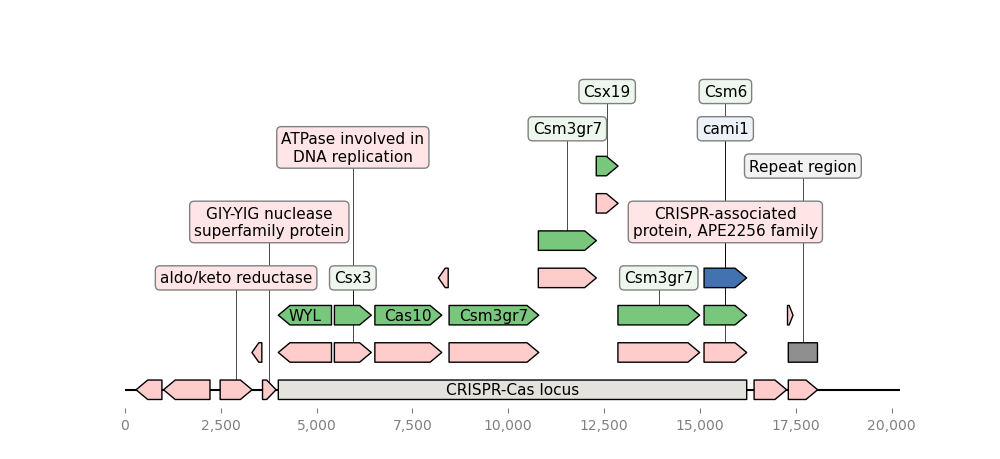 Csx19
Csm6
Csm3gr7
cami1
ATPase involved in
DNA replication
Repeat region
GIY-YIG nuclease
superfamily protein
CRISPR-associated
protein, APE2256 family
aldo/keto reductase
Csx3
Csm3gr7
WYL
Cas10
Csm3gr7
CRISPR-Cas locus
0
2,500
5,000
7,500
10,000
12,500
15,000
17,500
20,000